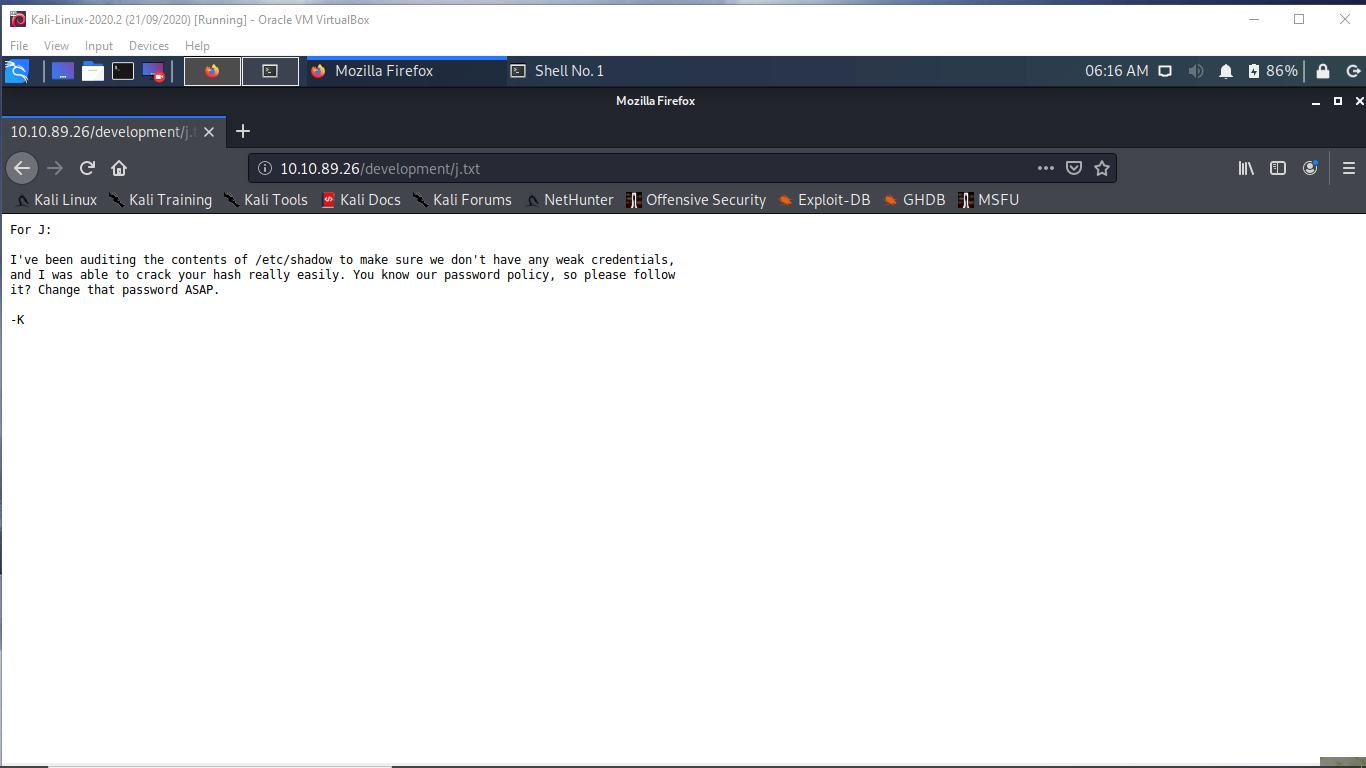 Kali-Linux-2020.2 (21/09/2020) [Running] - Oracle VM VirtualBox
File View Input Devices Help
Mozilla Firefox
Shell No. 1
06:16 AM
86%
Mozilla Firefox
10.10.89.26/development/j.t
10.10.89.26/development/j.txt
Kali Linux Kali Training Kali Tools Kali Docs Kali Forums NetHunter Offensive Security Exploit-DB GHDB MSFU
For J:
I've been auditing the contents of /etc/shadow to make sure we don't have any weak credentials,
and I was able to crack your hash really easily. You know our password policy, so please follow
it? Change that password ASAP.
-K